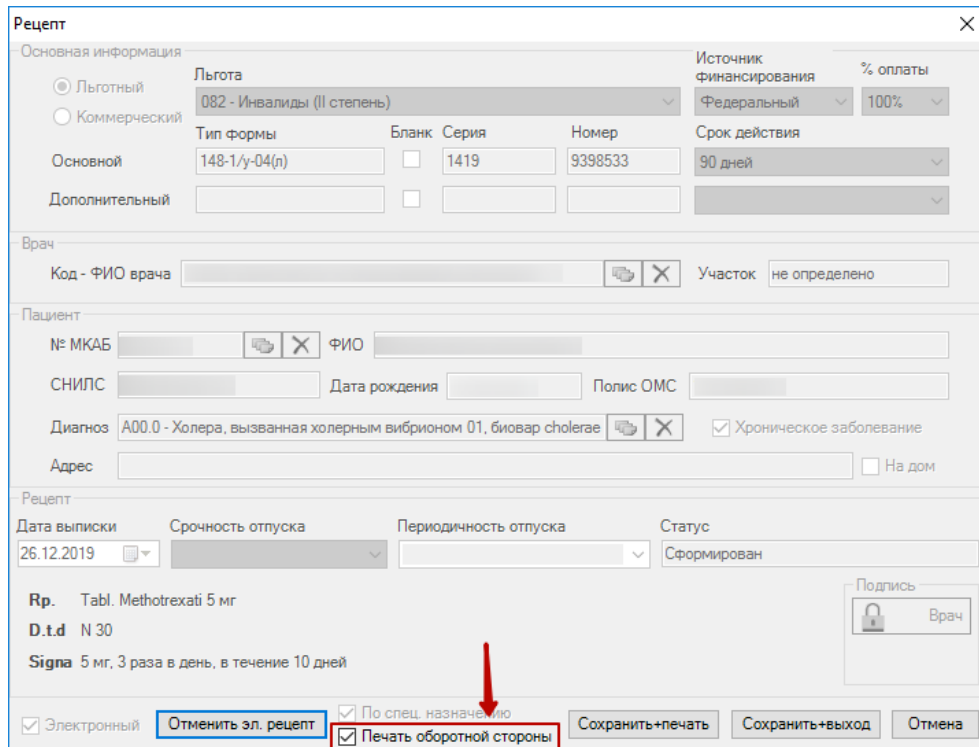 Рецепт
Основная информация
Льготный
Коммерческий
Льгота
Источник финансирования
% оплаты
082 - Инвалиды (II степень)
Федеральный
100%
Тип формы
Бланк
Серия
Номер
Срок действия
Основной
148-1/у-04(л)
1419
9398533
90 дней
Дополнительный
Врач
Код - ФИО врача
Участок
не определено
Пациент
№ МКАБ
ФИО
СНИЛС
Дата рождения
Полис ОМС
Диагноз
A00.0 - Холера, вызванная холерным вибрионом 01, биовар cholerae
Хроническое заболевание
Адрес
На дом
Рецепт
Дата выписки
Срочность отпуска
Периодичность отпуска
Статус
26.12.2019
Сформирован
Rp. Tabl. Methotrexati 5 мг
D.t.d N 30
Signa 5 мг, 3 раза в день, в течение 10 дней
Подпись
Врач
Электронный
Отменить эл. рецепт
По спец. назначению
Печать оборотной стороны
Сохранить+печать
Сохранить+выход
Отмена